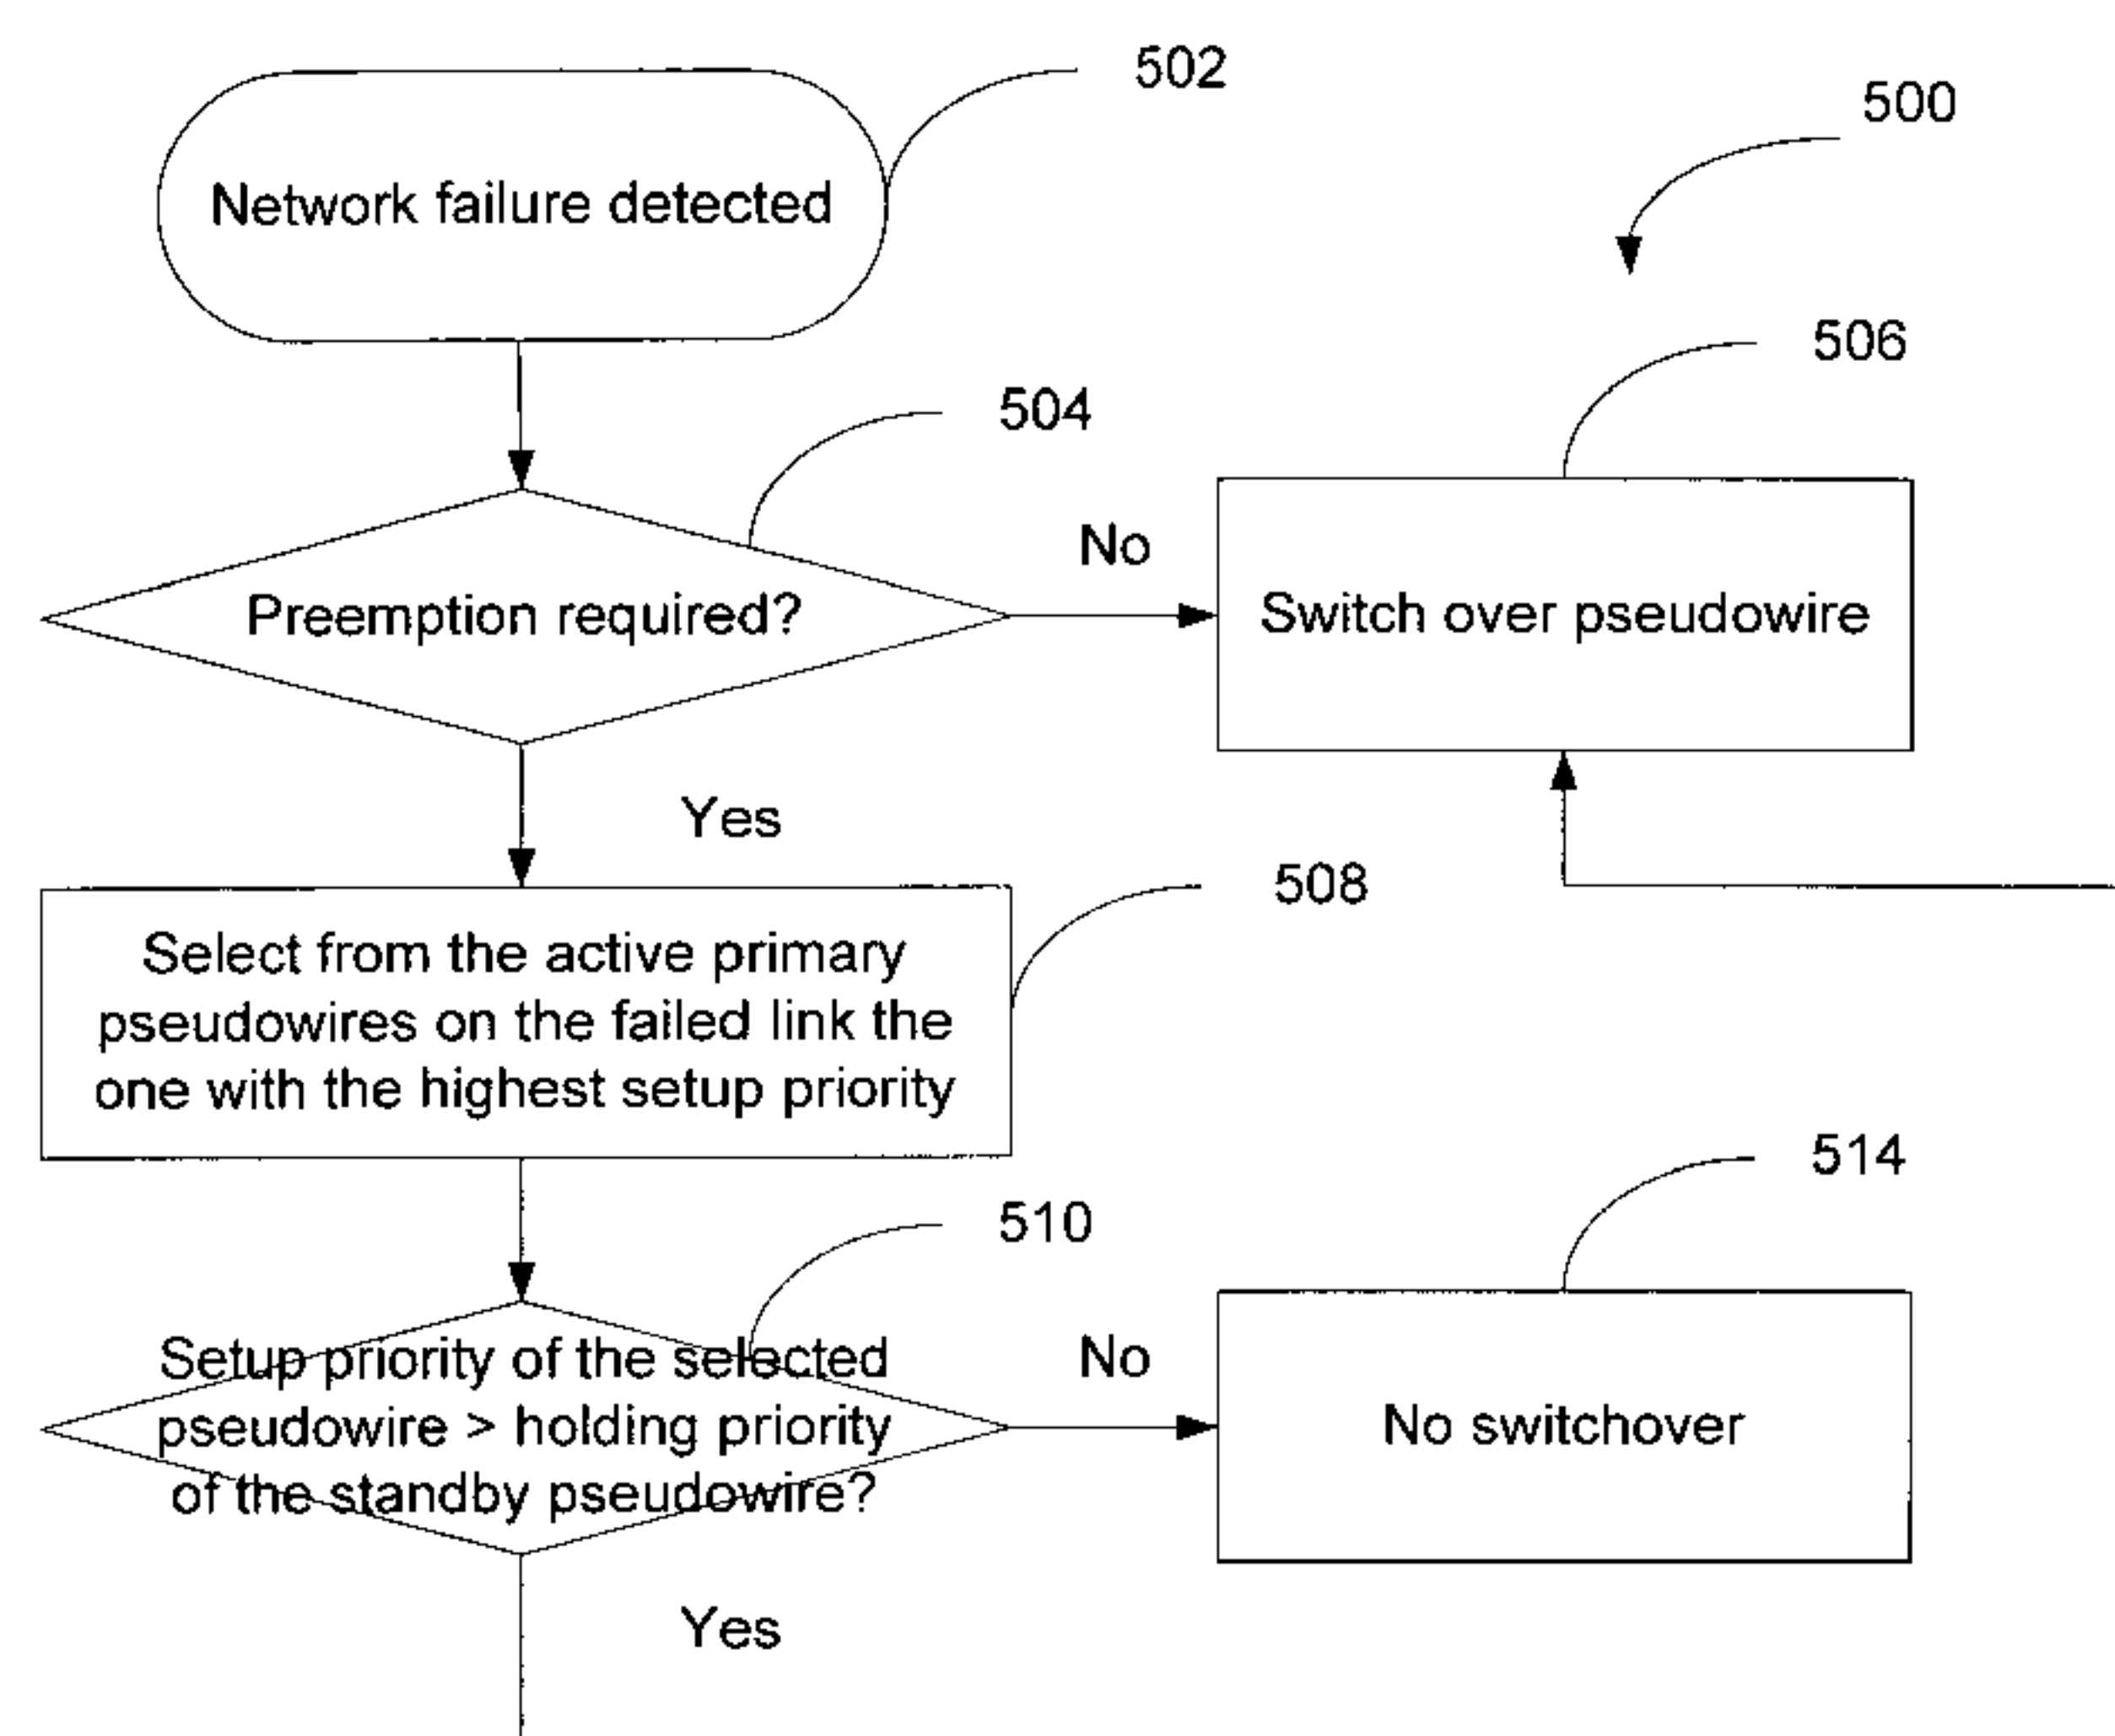 502
500
Network failure detected
506
504
No
Preemption required?
Switch over pseudowire
Yes
508
Select from the active primary
pseudowires on the failed link the
one with the highest setup priority
514
510
Setup priority of the selected
pseudowire > holding priority
of the standby pseudowire?
No
No switchover
Yes